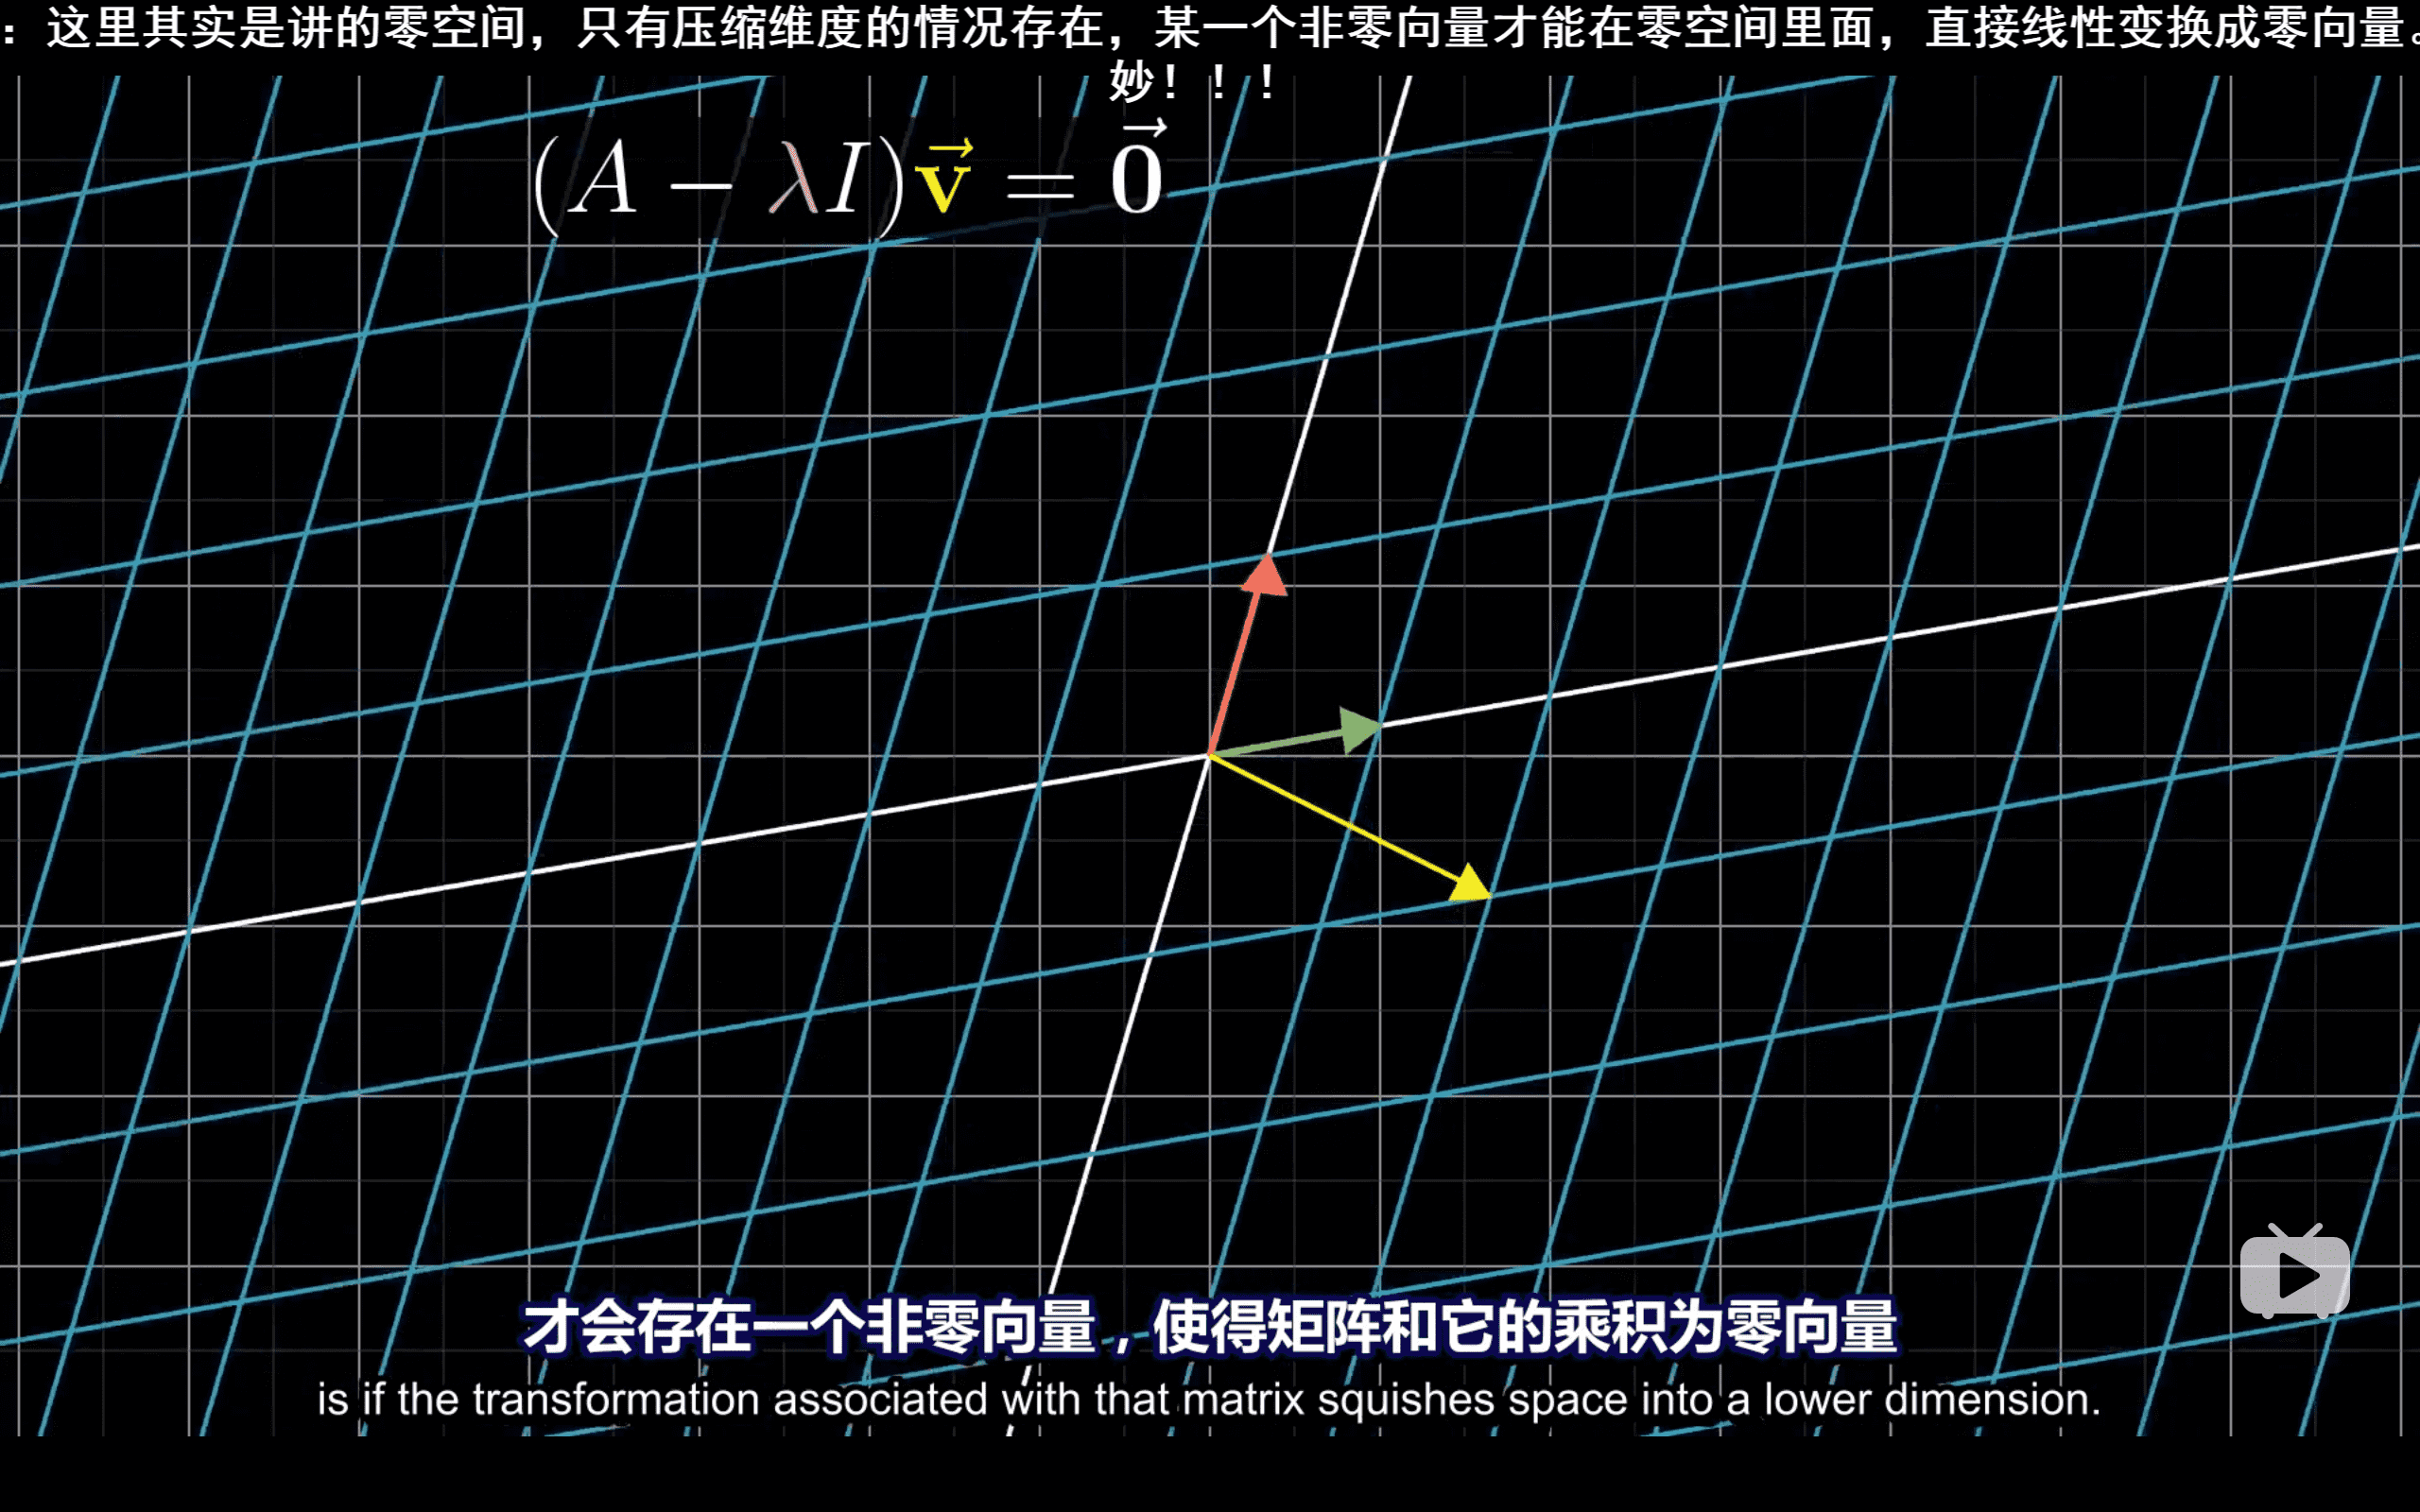 ：这里其实是讲的零空间，只有压缩维度的情况存在，某一个非零向量才能在零空间里面，直接线性变换成零向量。
妙！！！
(A − λI)v⃗ = 0⃗
才会存在一个非零向量，使得矩阵和它的乘积为零向量
is if the transformation associated with that matrix squishes space into a lower dimension.